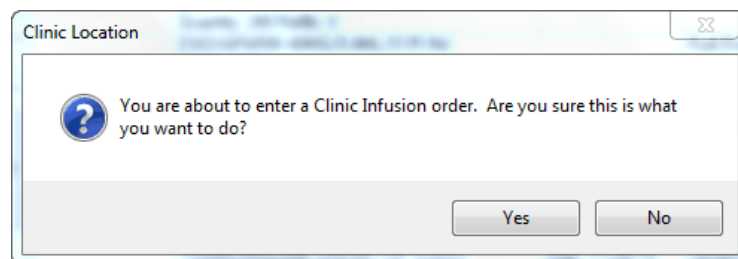 Clinic Location
You are about to enter a Clinic Infusion order.  Are you sure this is what
you want to do?
Yes
No